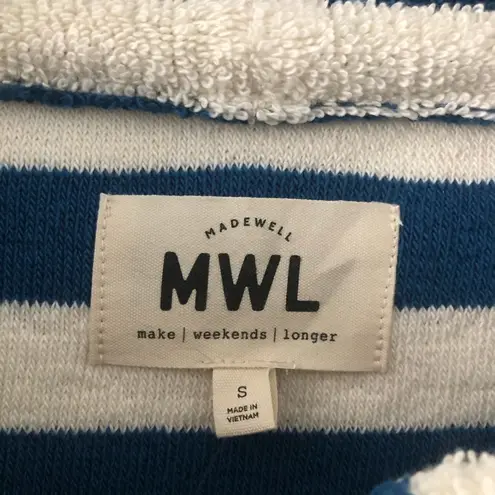 MADEWELL
MWL
make | weekends | longer
S
MADE IN
VIETNAM